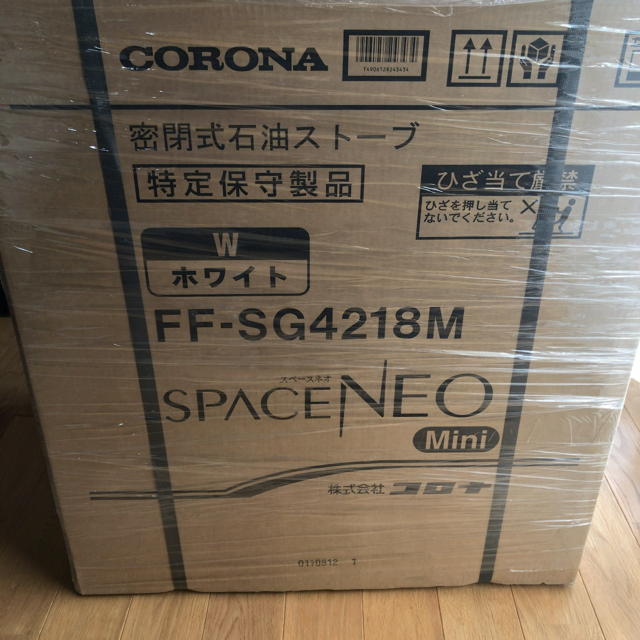 CORONA
密閉式石油ストーブ
特定保守製品
ひざ当て厳禁
ひざを押し当て
ないでください。
W
ホワイト
FF-SG4218M
スペースネオ
SPACENEO
Mini
株式会社 コロナ